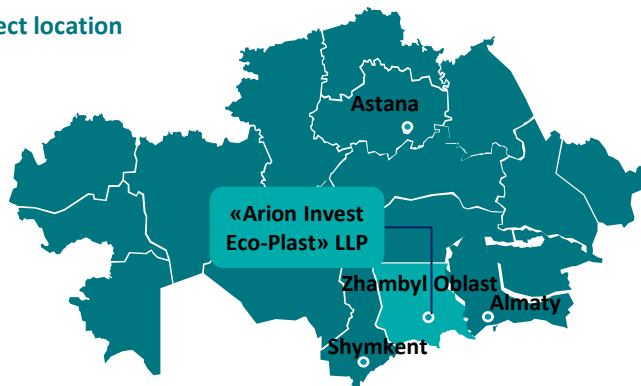 ect location
Astana
«Arion Invest
Eco-Plast» LLP
Zhambyl Oblast
Almaty
Shymkent